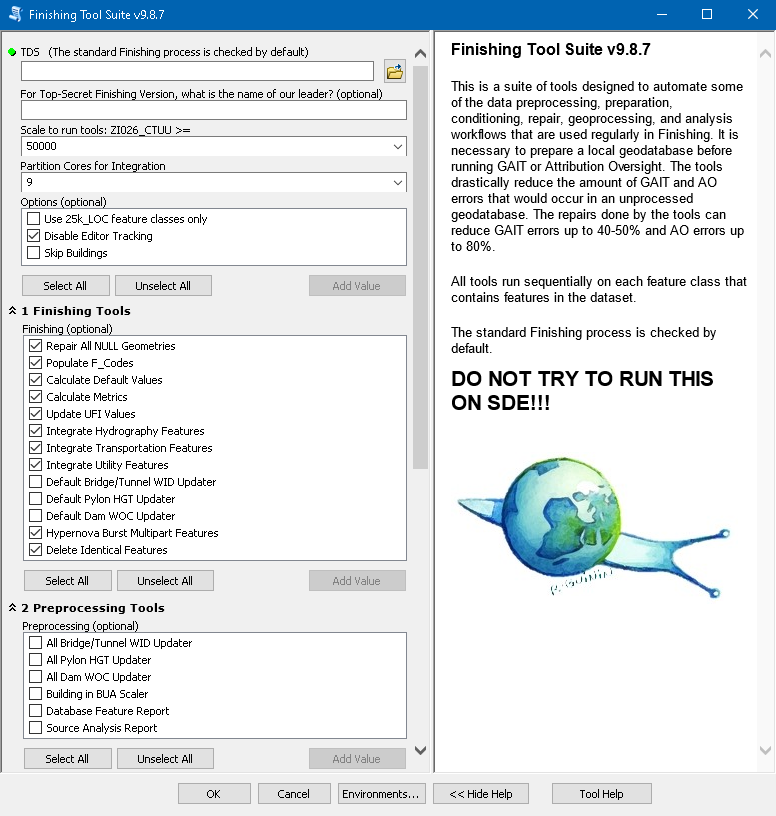 Finishing Tool Suite v9.8.7
TDS (The standard Finishing process is checked by default)
For Top-Secret Finishing Version, what is the name of our leader? (optional)
Scale to run tools: ZI026_CTUU >=
50000
Partition Cores for Integration
9
Options (optional)
Use 25k_LOC feature classes only
Disable Editor Tracking
Skip Buildings
Select All
Unselect All
Add Value
1 Finishing Tools
Finishing (optional)
Repair All NULL Geometries
Populate F_Codes
Calculate Default Values
Calculate Metrics
Update UFI Values
Integrate Hydrography Features
Integrate Transportation Features
Integrate Utility Features
Default Bridge/Tunnel WID Updater
Default Pylon HGT Updater
Default Dam WOC Updater
Hypernova Burst Multipart Features
Delete Identical Features
Select All
Unselect All
Add Value
2 Preprocessing Tools
Preprocessing (optional)
All Bridge/Tunnel WID Updater
All Pylon HGT Updater
All Dam WOC Updater
Building in BUA Scaler
Database Feature Report
Source Analysis Report
Select All
Unselect All
Add Value
Finishing Tool Suite v9.8.7
This is a suite of tools designed to automate some
of the data preprocessing, preparation,
conditioning, repair, geoprocessing, and analysis
workflows that are used regularly in Finishing. It is
necessary to prepare a local geodatabase before
running GAIT or Attribution Oversight. The tools
drastically reduce the amount of GAIT and AO
errors that would occur in an unprocessed
geodatabase. The repairs done by the tools can
reduce GAIT errors up to 40-50% and AO errors up
to 80%.
All tools run sequentially on each feature class that
contains features in the dataset.
The standard Finishing process is checked by
default.
DO NOT TRY TO RUN THIS
ON SDE!!!
OK
Cancel
Environments...
<< Hide Help
Tool Help